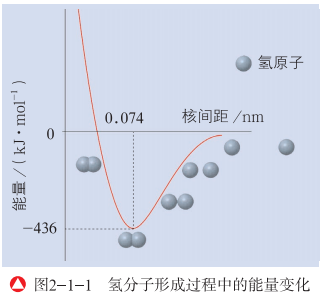 氢原子
0.074
核间距/nm
0
能量/(kJ·mol⁻¹)
-436
图2-1-1 氢分子形成过程中的能量变化